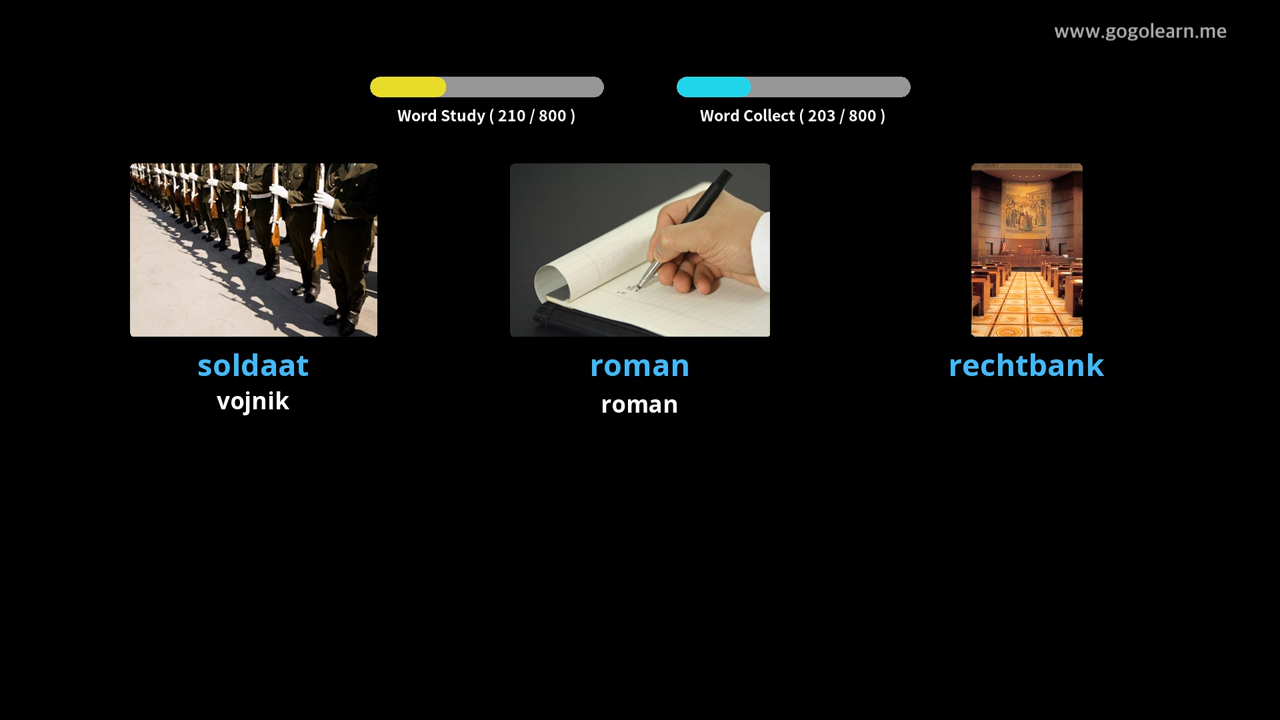 www.gogolearn.me
Word Study ( 210 / 800 )
Word Collect ( 203 / 800 )
soldaat
vojnik
roman
roman
rechtbank